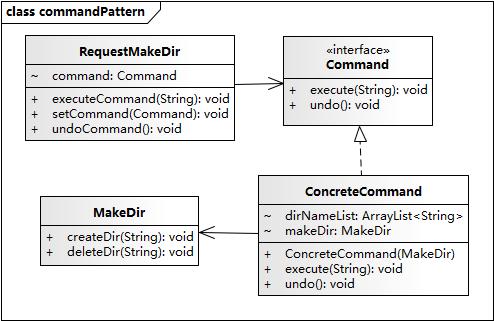 class commandPattern
RequestMakeDir
~ command: Command
+ executeCommand(String): void
+ setCommand(Command): void
+ undoCommand(): void
«interface»
Command
+ execute(String): void
+ undo(): void
MakeDir
+ createDir(String): void
+ deleteDir(String): void
ConcreteCommand
~ dirNameList: ArrayList<String>
~ makeDir: MakeDir
+ ConcreteCommand(MakeDir)
+ execute(String): void
+ undo(): void